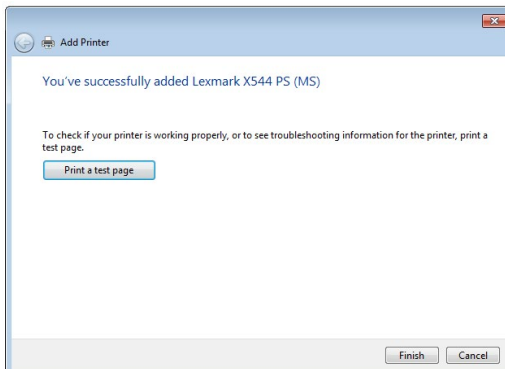 Add Printer
You've successfully added Lexmark X544 PS (MS)
To check if your printer is working properly, or to see troubleshooting information for the printer, print a
test page.
Print a test page
Finish
Cancel